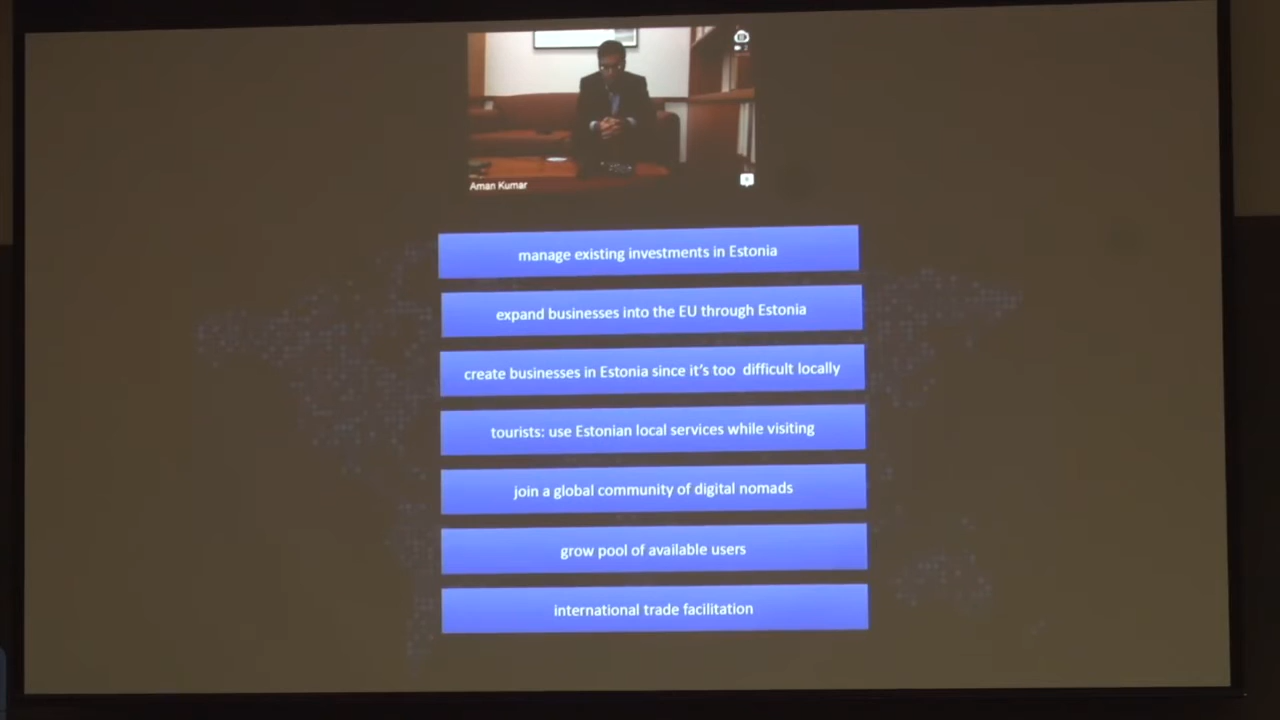 Aman Kumar
manage existing investments in Estonia
expand businesses into the EU through Estonia
create businesses in Estonia since it's too  difficult locally
tourists: use Estonian local services while visiting
join a global community of digital nomads
grow pool of available users
international trade facilitation